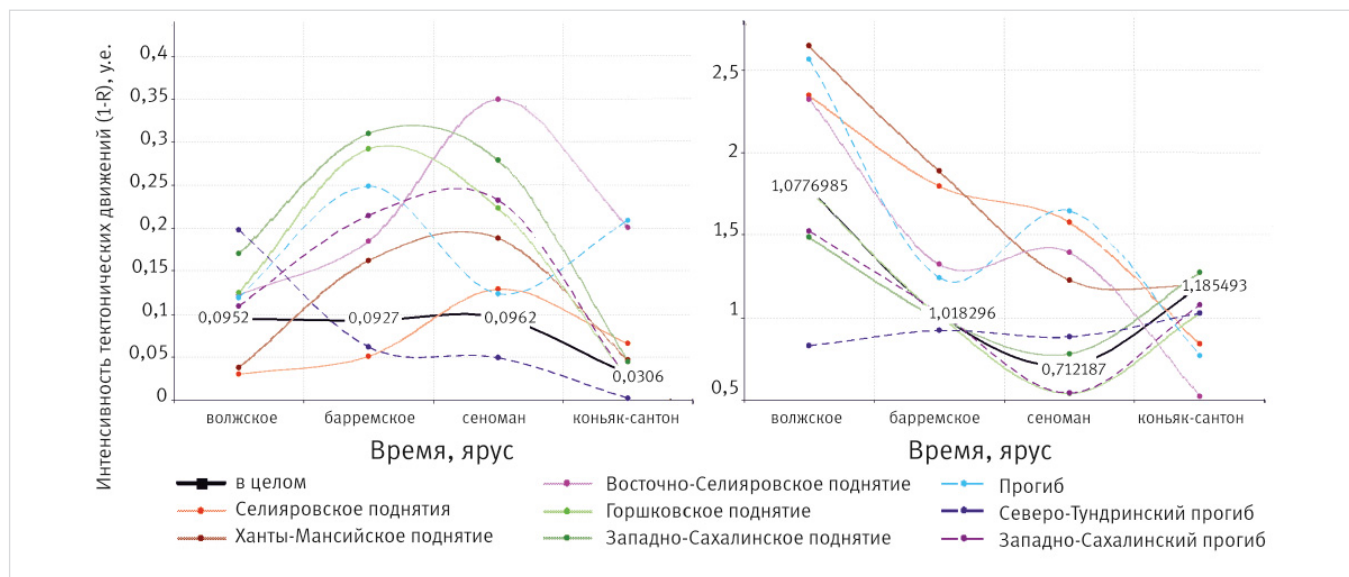 Интенсивность тектонических движений (1-R), у.е.
0,4
0,35
0,3
0,25
0,2
0,15
0,1
0,05
0
0,0952
0,0927
0,0962
0,0306
волжское
барремское
сеноман
коньяк-сантон
Время, ярус
2,5
2
1,5
1
0,5
1,0776985
1,018296
0,712187
1,185493
волжское
барремское
сеноман
коньяк-сантон
Время, ярус
в целом
Селияровское поднятия
Ханты-Мансийское поднятие
Восточно-Селияровское поднятие
Горшковское поднятие
Западно-Сахалинское поднятие
Прогиб
Северо-Тундринский прогиб
Западно-Сахалинский прогиб